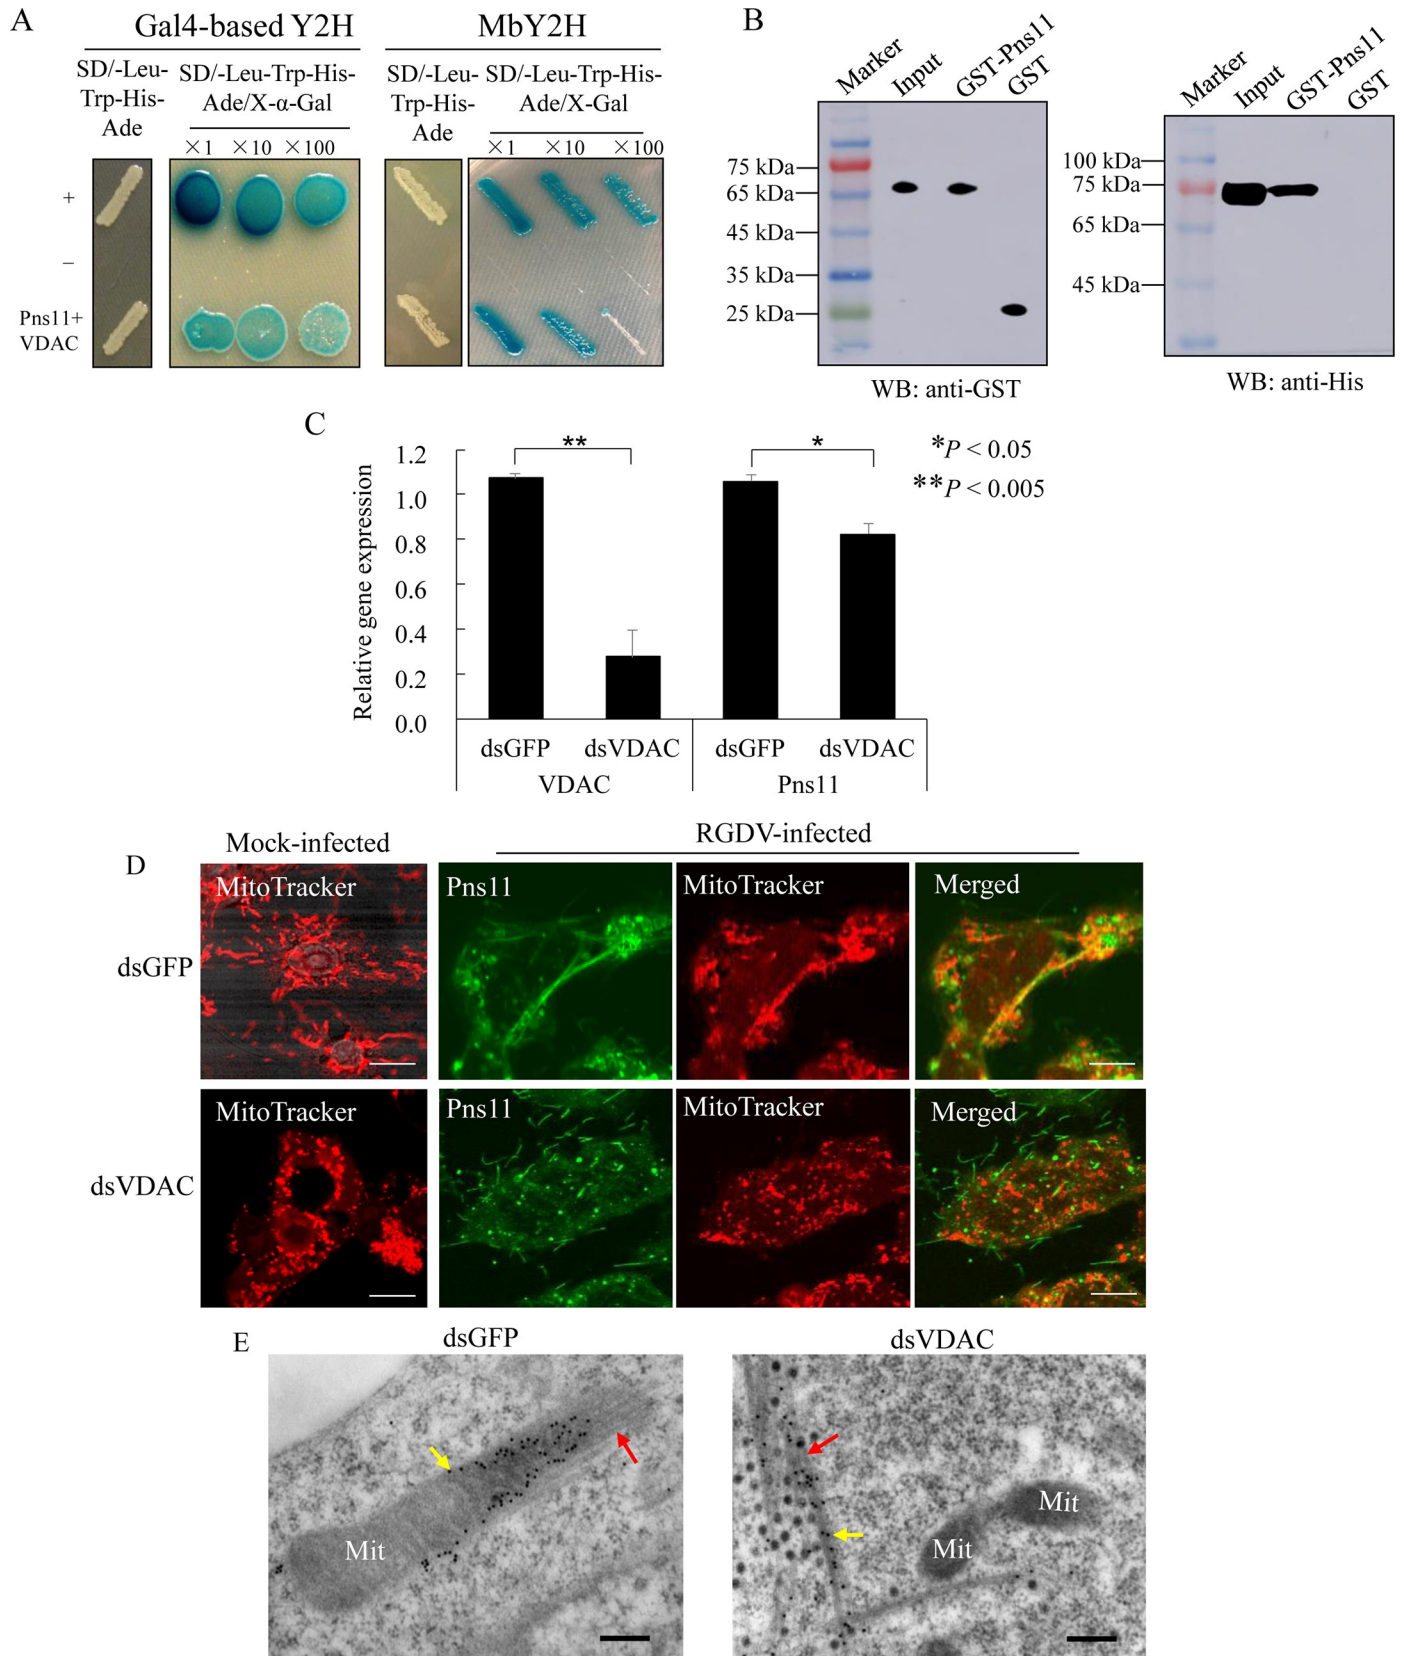 A
Gal4-based Y2H
MbY2H
SD/-Leu-
Trp-His-
Ade
SD/-Leu-Trp-His-
Ade/X-α-Gal
SD/-Leu-
Trp-His-
Ade
SD/-Leu-Trp-His-
Ade/X-Gal
×1 ×10 ×100
×1 ×10 ×100
+
−
Pns11+
VDAC
B
Marker
Input
GST-Pns11
GST
75 kDa
65 kDa
45 kDa
35 kDa
25 kDa
WB: anti-GST
Marker
Input
GST-Pns11
GST
100 kDa
75 kDa
65 kDa
45 kDa
WB: anti-His
C
Relative gene expression
1.2
1.0
0.8
0.6
0.4
0.2
0.0
**
*
*P < 0.05
**P < 0.005
dsGFP dsVDAC dsGFP dsVDAC
VDAC Pns11
D
Mock-infected
RGDV-infected
dsGFP
MitoTracker
Pns11
MitoTracker
Merged
dsVDAC
MitoTracker
Pns11
MitoTracker
Merged
E
dsGFP
dsVDAC
Mit
Mit
Mit